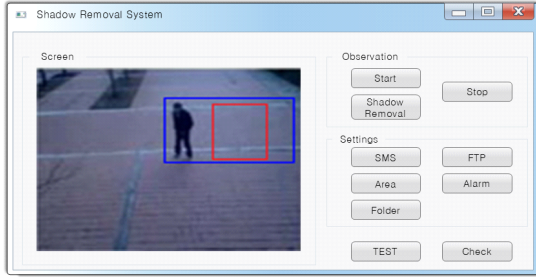 Shadow Removal System
Screen
Observation
Start
Stop
Shadow
Removal
Settings
SMS
FTP
Area
Alarm
Folder
TEST
Check